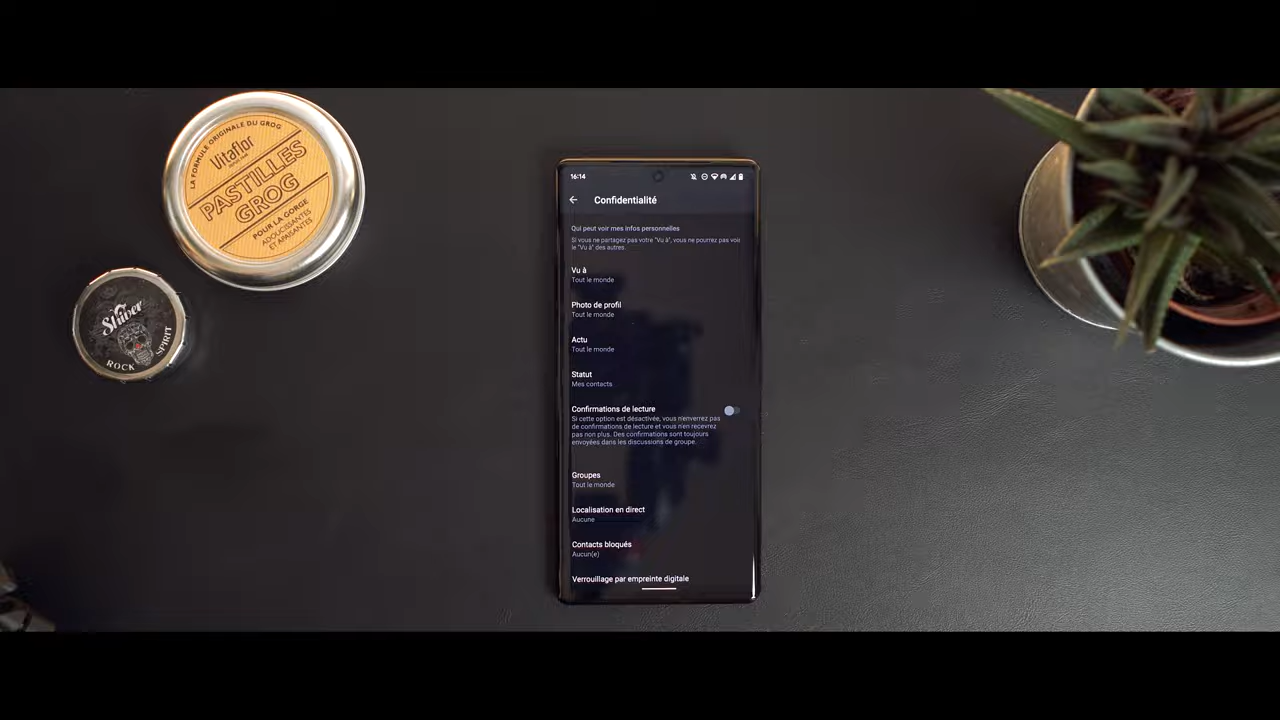 LA FORMULE ORIGINALE DU GROG
Vitaflor
PASTILLES
GROG
POUR LA GORGE
ADOUCISSANTES
ET APAISANTES
Shiver
ROCK SPIRIT
16:14
Confidentialité
Qui peut voir mes infos personnelles
Si vous ne partagez pas votre "Vu à", vous ne pourrez pas voir
le "Vu à" des autres.
Vu à
Tout le monde
Photo de profil
Tout le monde
Actu
Tout le monde
Statut
Mes contacts
Confirmations de lecture
Si cette option est désactivée, vous n'enverrez pas
de confirmations de lecture et vous n'en recevrez
pas non plus. Des confirmations sont toujours
envoyées dans les discussions de groupe.
Groupes
Tout le monde
Localisation en direct
Aucune
Contacts bloqués
Aucun(e)
Verrouillage par empreinte digitale